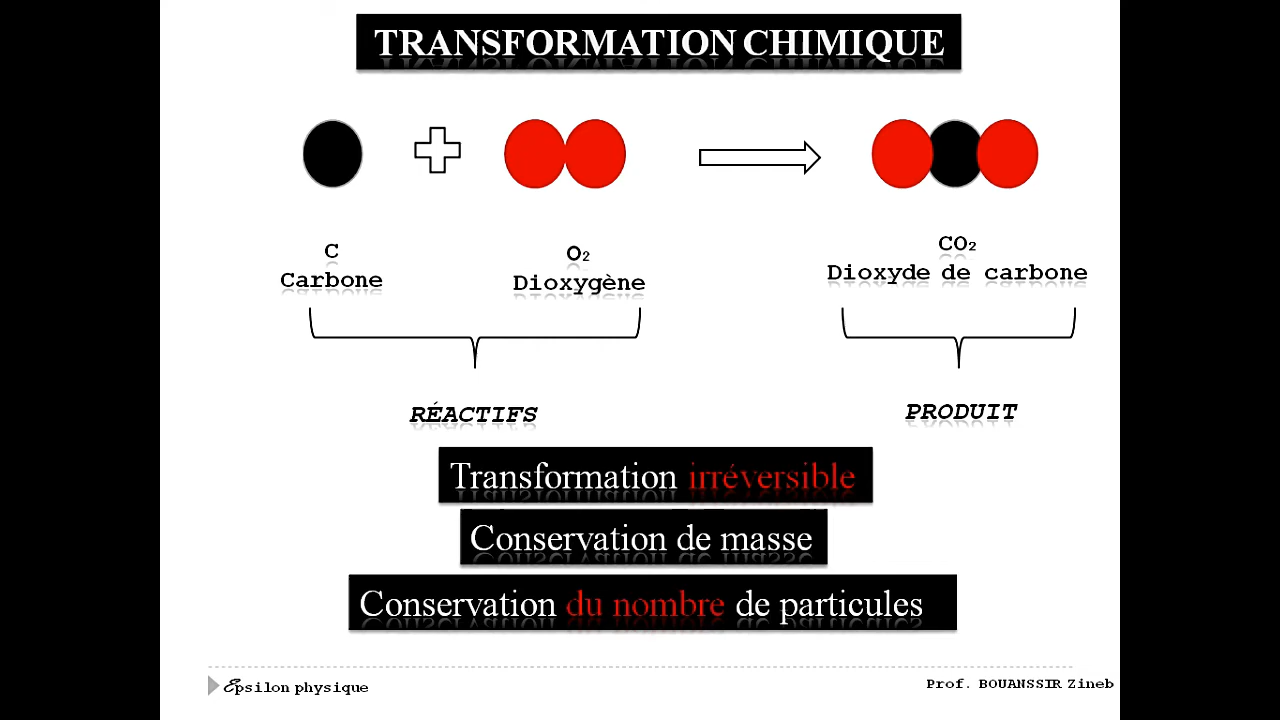 TRANSFORMATION CHIMIQUE
C
Carbone
O₂
Dioxygène
CO₂
Dioxyde de carbone
RÉACTIFS
PRODUIT
Transformation irréversible
Conservation de masse
Conservation du nombre de particules
Epsilon physique
Prof. BOUANSSIR Zineb